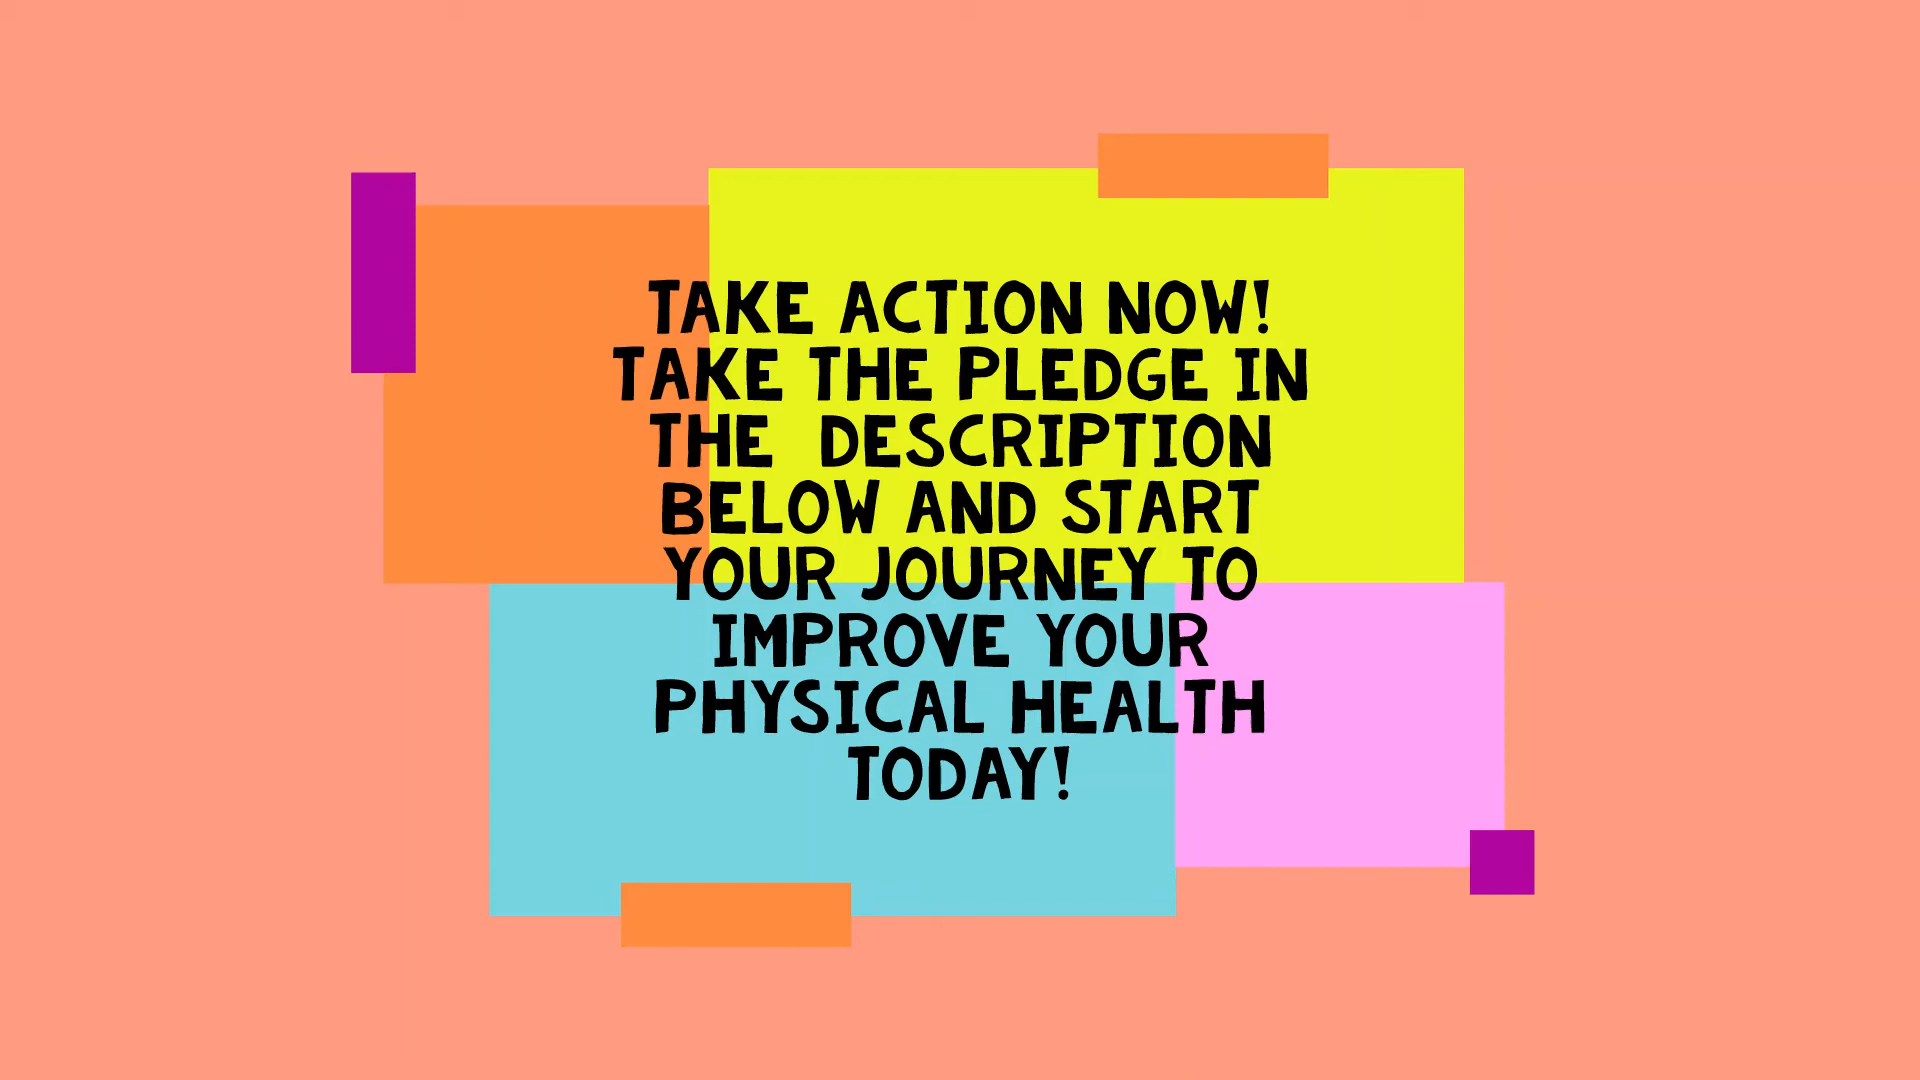 TAKE ACTION NOW!
TAKE THE PLEDGE IN
THE DESCRIPTION
BELOW AND START
YOUR JOURNEY TO
IMPROVE YOUR
PHYSICAL HEALTH
TODAY!